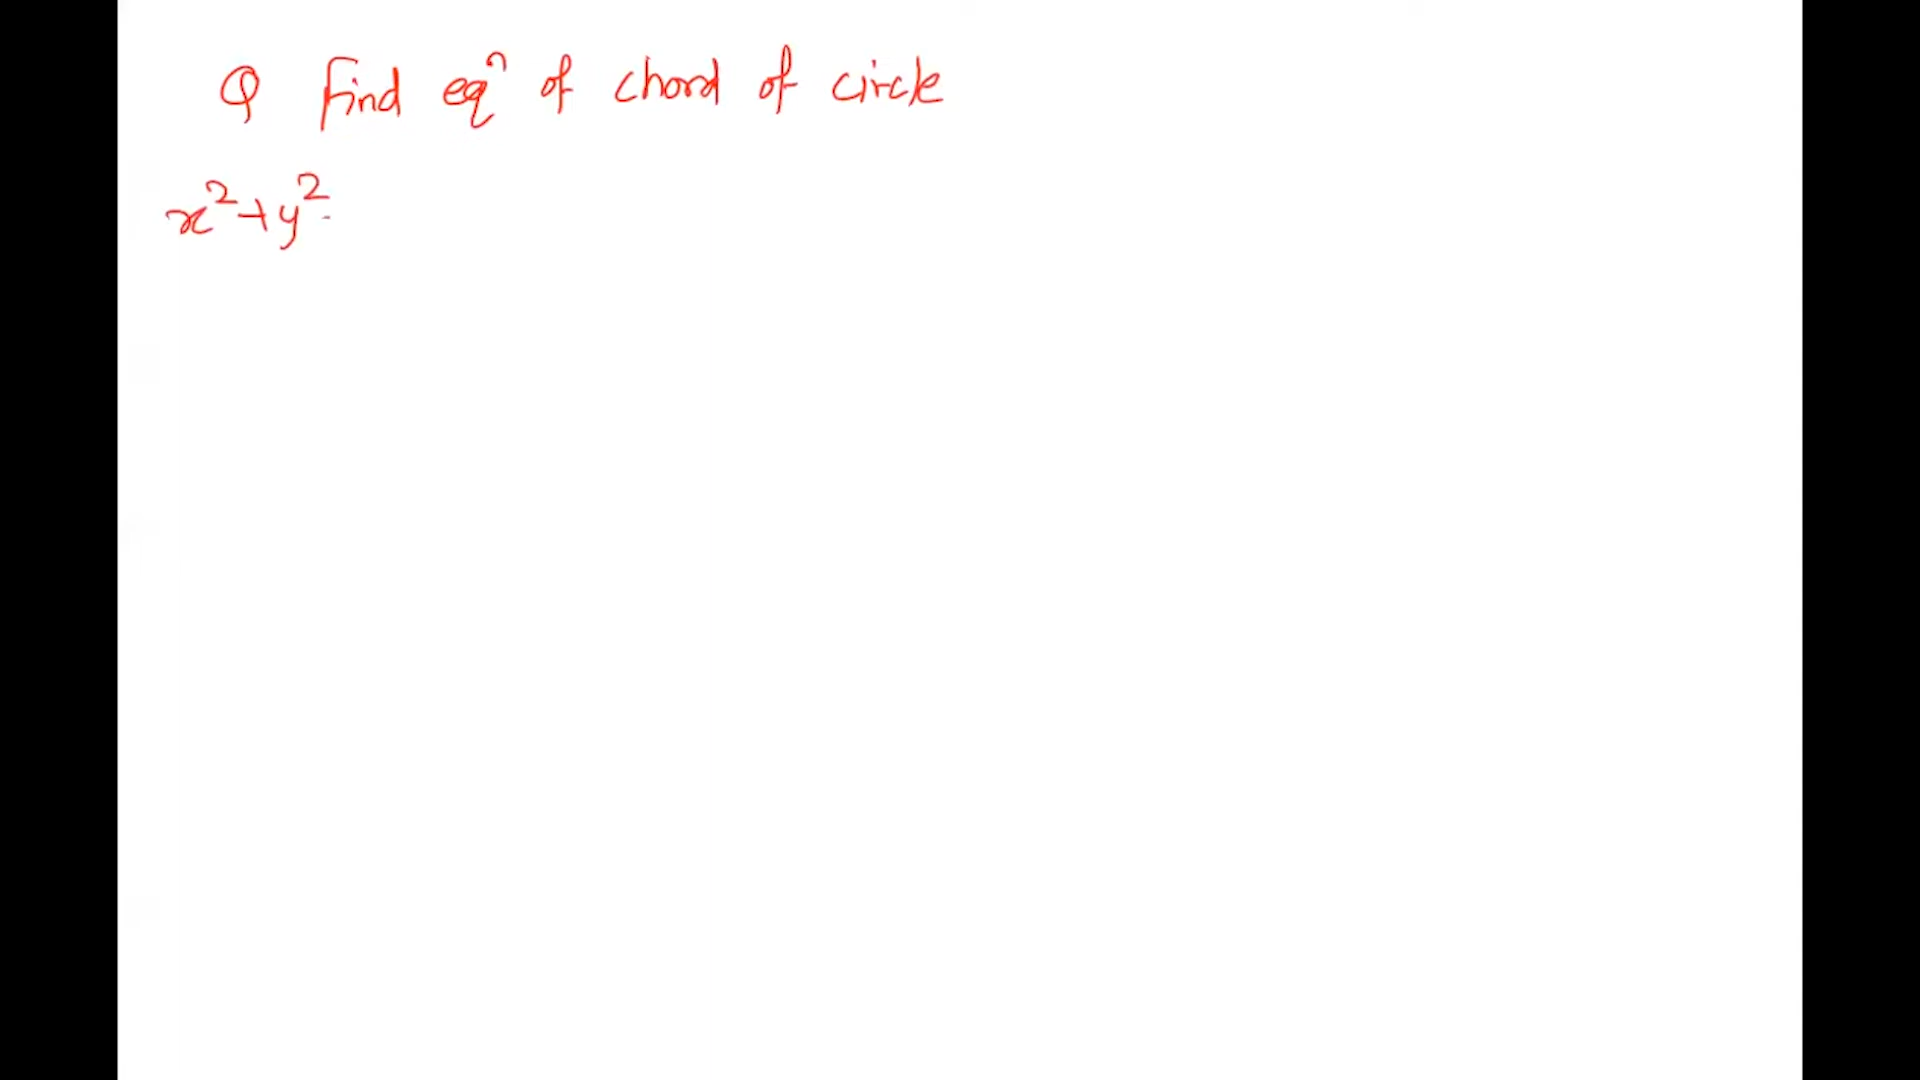 Q Find eqⁿ of chord of circle
x²+y²-